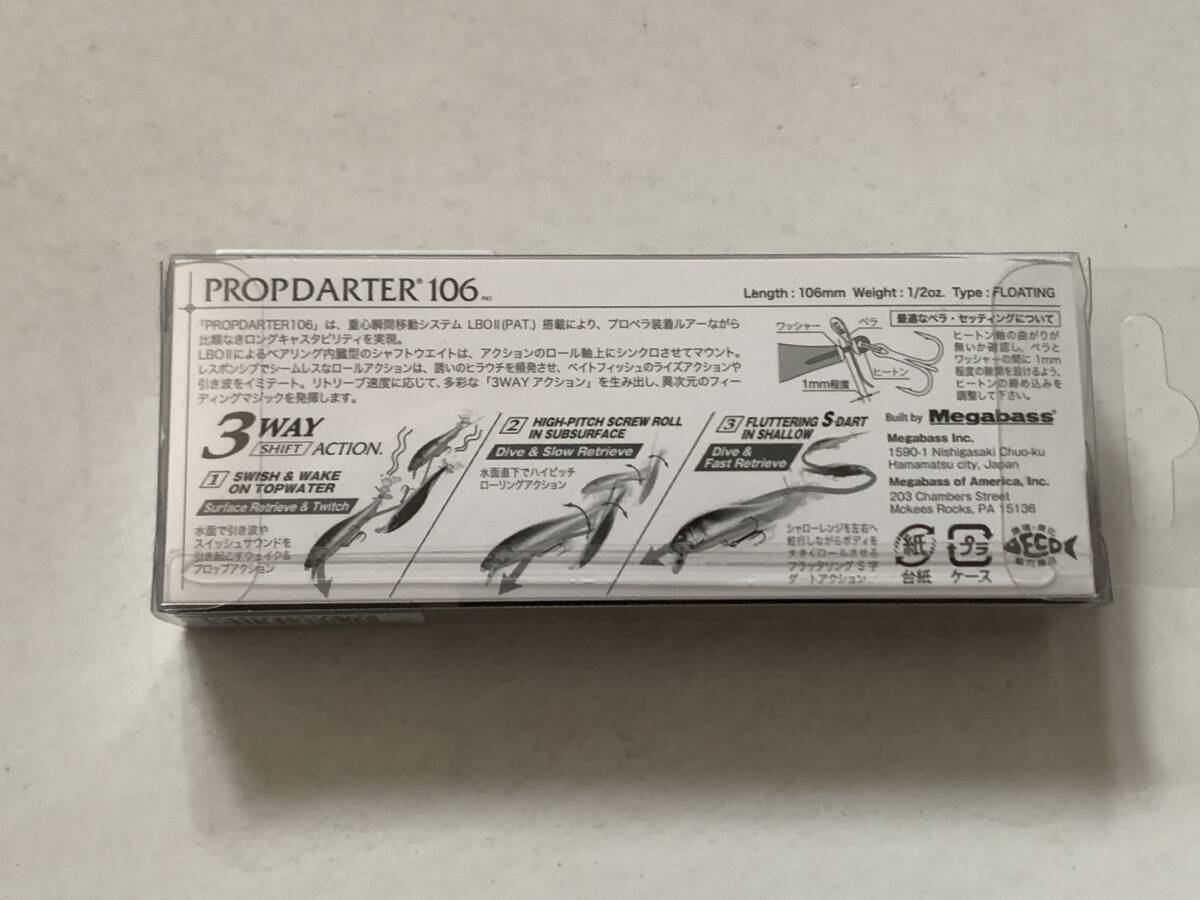 PROPDARTER® 106 PAT.
Length : 106mm Weight : 1/2oz. Type : FLOATING
「PROPDARTER106」は、重心瞬間移動システム LBOⅡ(PAT.) 搭載により、プロペラ装着ルアーながら
比類なきロングキャスタビリティを実現。
LBOⅡによるベアリング内臓型のシャフトウエイトは、アクションのロール軸上にシンクロさせてマウント。
レスポンシブでシームレスなロールアクションは、誘いのヒラウチを頻発させ、ベイトフィッシュのライズアクションや
引き波をイミテート。リトリーブ速度に応じて、多彩な「3WAYアクション」を生み出し、異次元のフィー
ディングマジックを発揮します。
ワッシャー
ペラ
ヒートン
1mm程度
最適なペラ・セッティングについて
ヒートン軸の曲がりが
無いか確認し、ペラと
ワッシャーの間に 1mm
程度の隙間を設けるよう、
ヒートンの締め込みを
調整して下さい。
3 WAY
SHIFT ACTION.
1 SWISH & WAKE
ON TOPWATER
Surface Retrieve & Twitch
水面で引き波や
スイッシュサウンドを
引き起こすウェイク&
プロップアクション
2 HIGH-PITCH SCREW ROLL
IN SUBSURFACE
Dive & Slow Retrieve
水面直下でハイピッチ
ローリングアクション
3 FLUTTERING S-DART
IN SHALLOW
Dive &
Fast Retrieve
シャローレンジを左右へ
蛇行しながらボディを
大きくロールさせる
フラッタリング S 字
ダートアクション
Built by Megabass®
Megabass Inc.
1590-1 Nishigasaki Chuo-ku
Hamamatsu city, Japan
Megabass of America, Inc.
203 Chambers Street
Mckees Rocks, PA 15136
紙
台紙
プラ
ケース
ECO